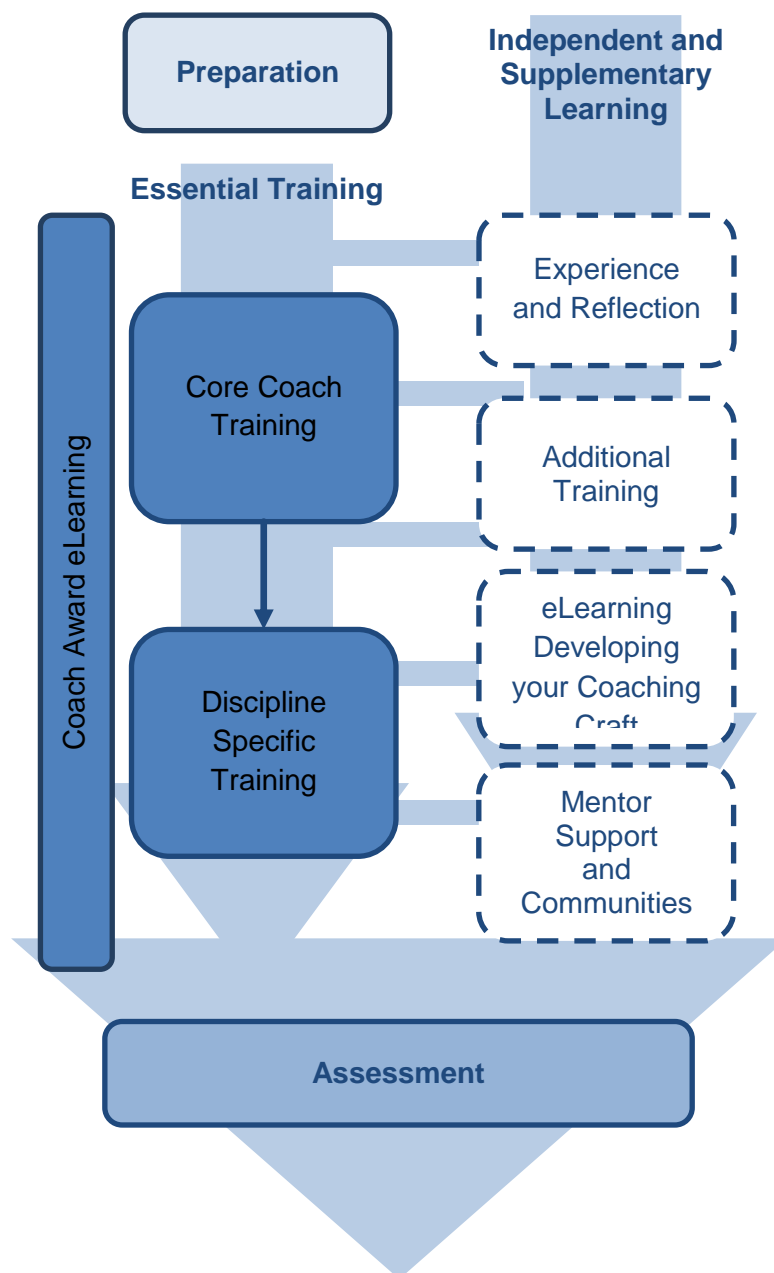 Preparation
Independent and
Supplementary
Learning
Essential Training
Coach Award eLearning
Core Coach
Training
Discipline
Specific
Training
Experience
and Reflection
Additional
Training
eLearning
Developing
your Coaching
Craft
Mentor
Support
and
Communities
Assessment